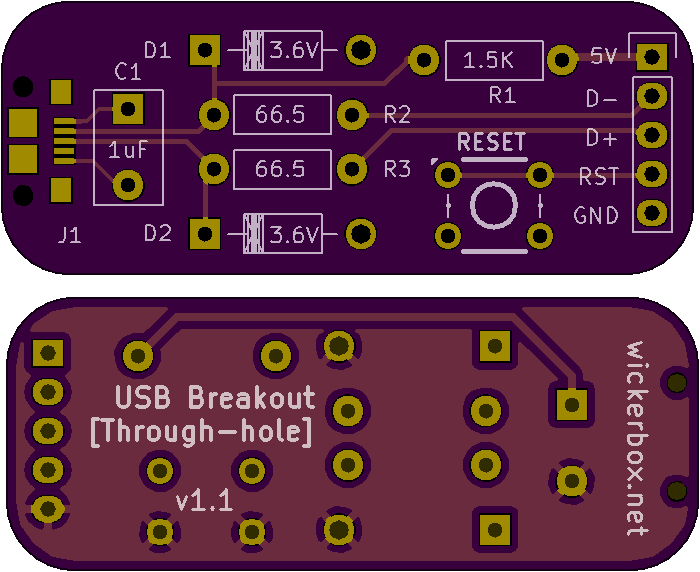 D1
3.6V
5V
C1
1.5K
R1
D-
66.5
R2
D+
1uF
RESET
66.5
R3
RST
GND
J1
D2
3.6V
USB Breakout
[Through-hole]
v1.1
wickerbox.net